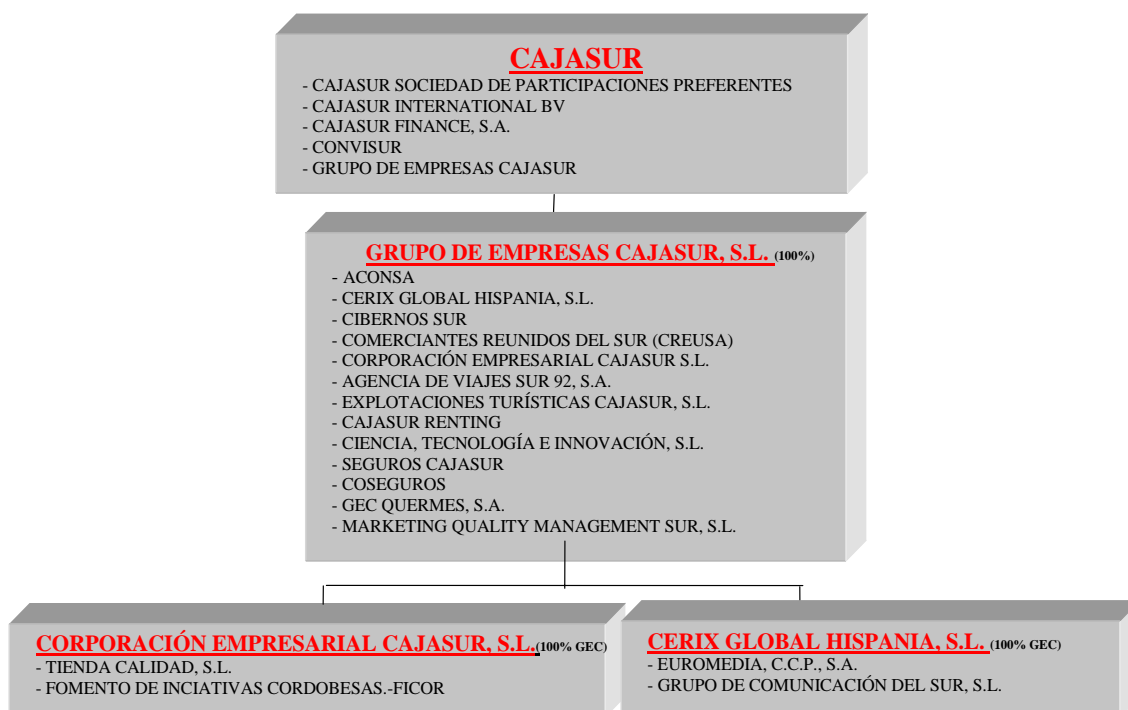 CAJASUR
- CAJASUR SOCIEDAD DE PARTICIPACIONES PREFERENTES
- CAJASUR INTERNATIONAL BV
- CAJASUR FINANCE, S.A.
- CONVISUR
- GRUPO DE EMPRESAS CAJASUR
GRUPO DE EMPRESAS CAJASUR, S.L. (100%)
- ACONSA
- CERIX GLOBAL HISPANIA, S.L.
- CIBERNOS SUR
- COMERCIANTES REUNIDOS DEL SUR (CREUSA)
- CORPORACIÓN EMPRESARIAL CAJASUR S.L.
- AGENCIA DE VIAJES SUR 92, S.A.
- EXPLOTACIONES TURÍSTICAS CAJASUR, S.L.
- CAJASUR RENTING
- CIENCIA, TECNOLOGÍA E INNOVACIÓN, S.L.
- SEGUROS CAJASUR
- COSEGUROS
- GEC QUERMES, S.A.
- MARKETING QUALITY MANAGEMENT SUR, S.L.
CORPORACIÓN EMPRESARIAL CAJASUR, S.L.(100% GEC)
- TIENDA CALIDAD, S.L.
- FOMENTO DE INCIATIVAS CORDOBESAS.-FICOR
CERIX GLOBAL HISPANIA, S.L. (100% GEC)
- EUROMEDIA, C.C.P., S.A.
- GRUPO DE COMUNICACIÓN DEL SUR, S.L.